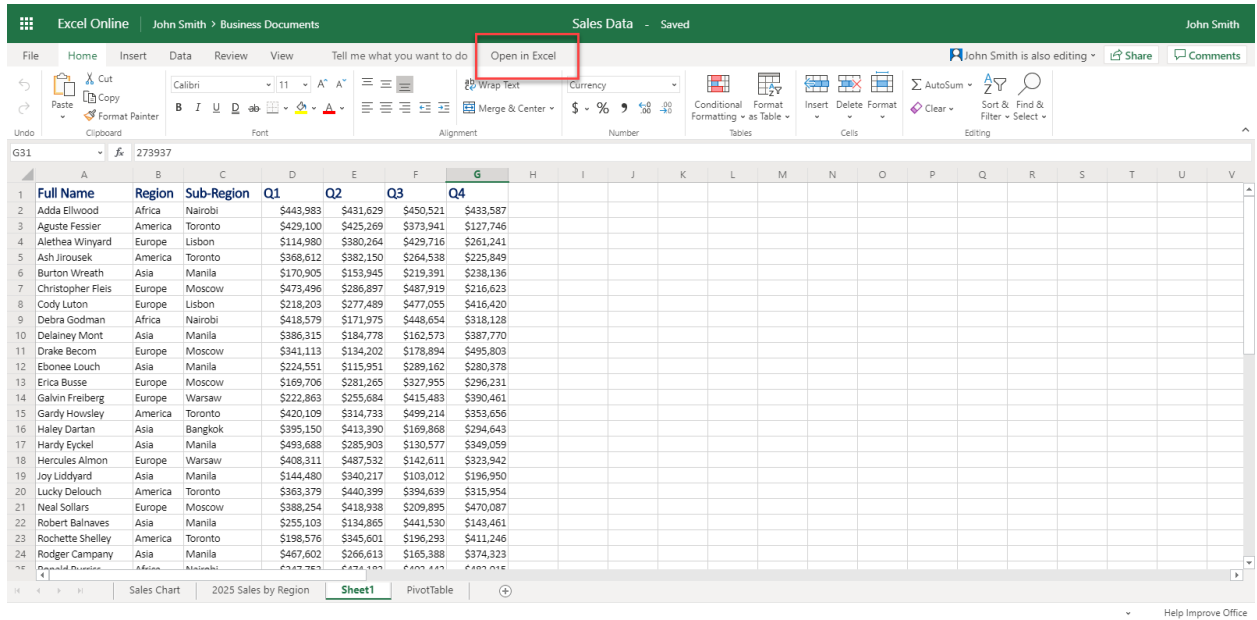 Excel Online John Smith > Business Documents Sales Data - Saved John Smith
File Home Insert Data Review View Tell me what you want to do Open in Excel John Smith is also editing Share Comments
Paste Cut Copy Format Painter Calibri 11 A^ A˅ Wrap Text Currency Conditional Formatting Format as Table Insert Delete Format AutoSum Clear Sort & Filter Find & Select
B I U D ab A Merge & Center $ % , .00 .0
Undo Clipboard Font Alignment Number Tables Cells Editing
G31 fx 273937
A B C D E F G H I J K L M N O P Q R S T U V
1 Full Name Region Sub-Region Q1 Q2 Q3 Q4
2 Adda Ellwood Africa Nairobi $443,983 $431,629 $450,521 $433,587
3 Aguste Fessier America Toronto $429,100 $425,269 $373,941 $127,746
4 Alethea Winyard Europe Lisbon $114,980 $380,264 $429,716 $261,241
5 Ash Jirousek America Toronto $368,612 $382,150 $264,538 $225,849
6 Burton Wreath Asia Manila $170,905 $153,945 $219,391 $238,136
7 Christopher Fleis Europe Moscow $473,496 $286,897 $487,919 $216,623
8 Cody Luton Europe Lisbon $218,203 $277,489 $477,055 $416,420
9 Debra Godman Africa Nairobi $418,579 $171,975 $448,654 $318,128
10 Delainey Mont Asia Manila $386,315 $184,778 $162,573 $387,770
11 Drake Becom Europe Moscow $341,113 $134,202 $178,894 $495,803
12 Ebonee Louch Asia Manila $224,551 $115,951 $289,162 $280,378
13 Erica Busse Europe Moscow $169,706 $281,265 $327,955 $296,231
14 Galvin Freiberg Europe Warsaw $222,863 $255,684 $415,483 $390,461
15 Gardy Howsley America Toronto $420,109 $314,733 $499,214 $353,656
16 Haley Dartan Asia Bangkok $395,150 $413,390 $169,868 $294,643
17 Hardy Eyckel Asia Manila $493,688 $285,903 $130,577 $349,059
18 Hercules Almon Europe Warsaw $408,311 $487,532 $142,611 $323,942
19 Joy Liddyard Asia Manila $144,480 $340,217 $103,012 $196,950
20 Lucky Delouch America Toronto $363,379 $440,399 $394,639 $315,954
21 Neal Sollars Europe Moscow $388,254 $418,938 $209,895 $470,087
22 Robert Balnaves Asia Manila $255,103 $134,865 $441,530 $143,461
23 Rochette Shelley America Toronto $198,576 $345,601 $196,293 $411,246
24 Rodger Campany Asia Manila $467,602 $266,613 $165,388 $374,323
Sales Chart 2025 Sales by Region Sheet1 PivotTable
Help Improve Office